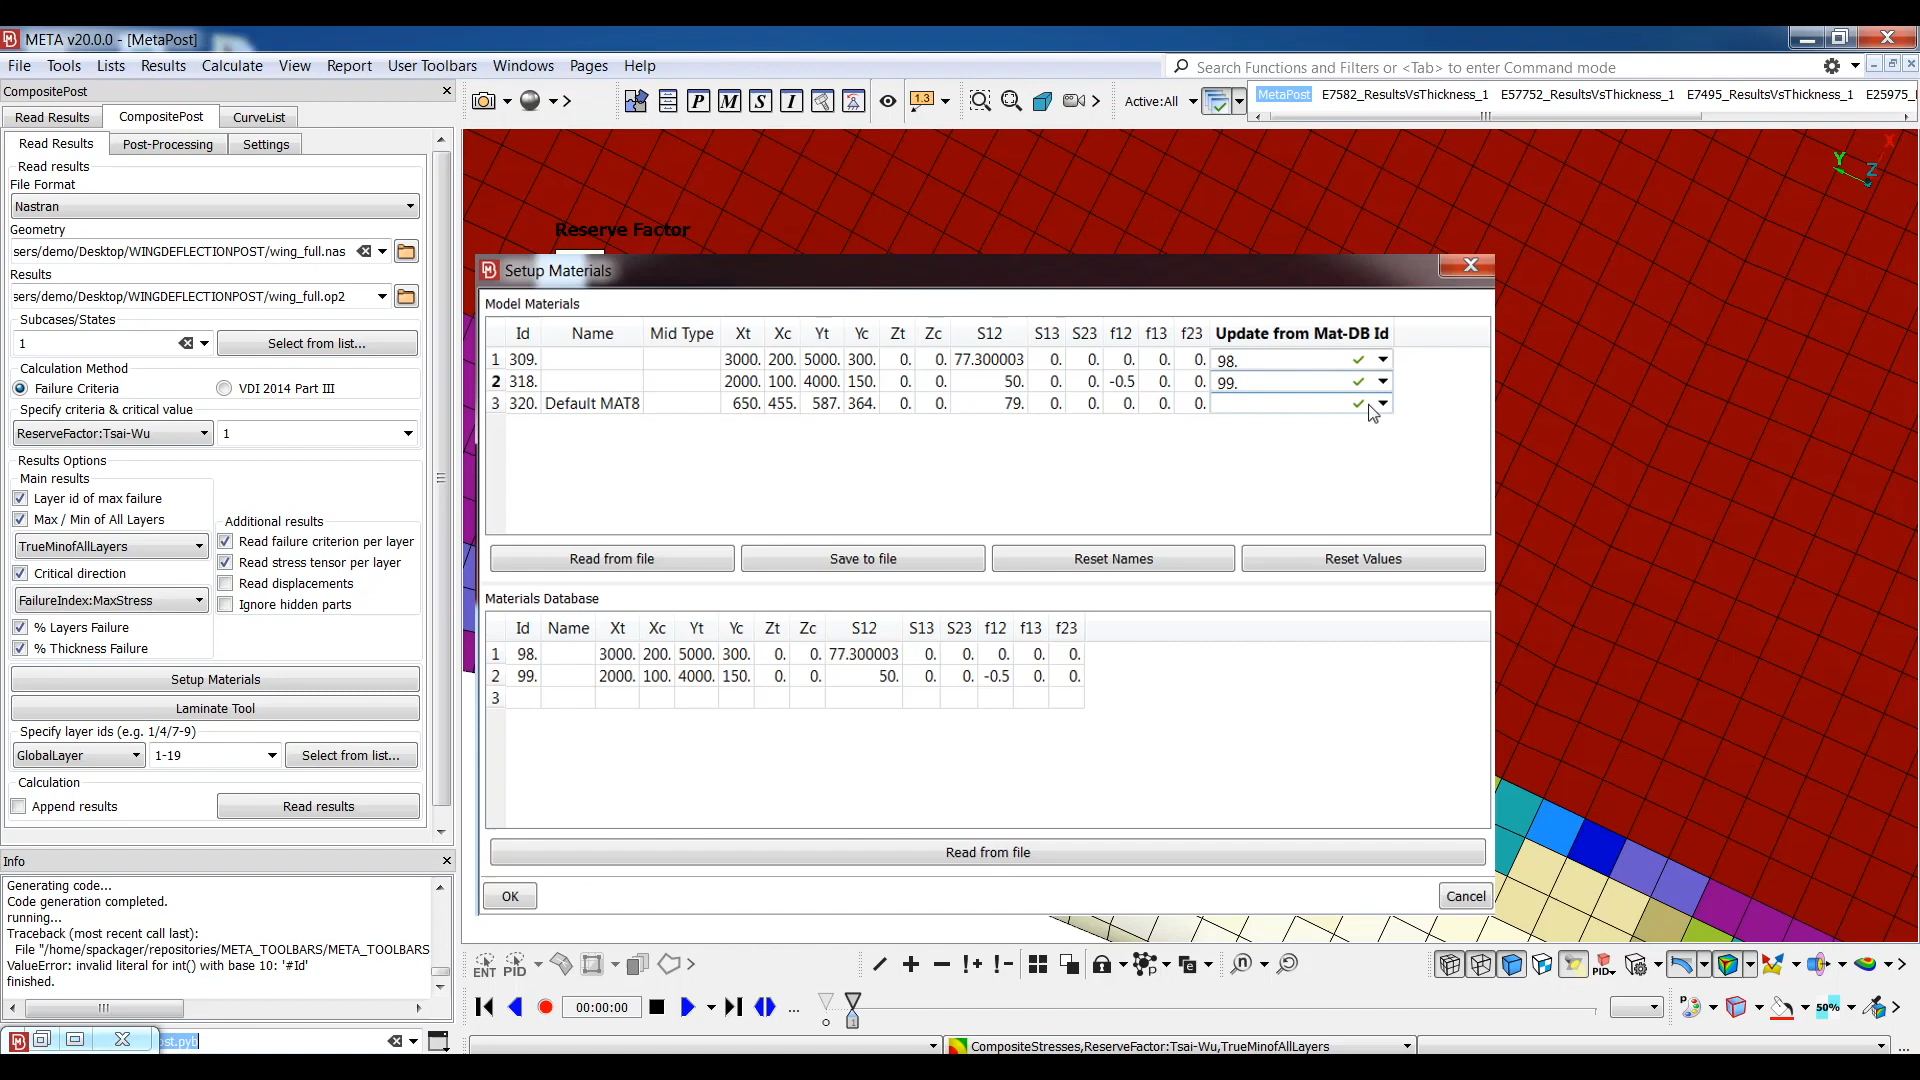 META v20.0.0 - [MetaPost]
File Tools Lists Results Calculate View Report User Toolbars Windows Pages Help
Search Functions and Filters or <Tab> to enter Command mode
CompositePost
Read Results CompositePost CurveList
Read Results Post-Processing Settings
P M S I 1.3 Active:All
MetaPost E7582_ResultsVsThickness_1 E57752_ResultsVsThickness_1 E7495_ResultsVsThickness_1 E25975_
Read results
File Format
Nastran
Geometry
sers/demo/Desktop/WINGDEFLECTIONPOST/wing_full.nas
Results
sers/demo/Desktop/WINGDEFLECTIONPOST/wing_full.op2
Subcases/States
1 Select from list...
Calculation Method
Failure Criteria VDI 2014 Part III
Specify criteria & critical value
ReserveFactor:Tsai-Wu 1
Results Options
Main results
Layer id of max failure
Max / Min of All Layers
TrueMinofAllLayers
Critical direction
FailureIndex:MaxStress
% Layers Failure
% Thickness Failure
Additional results
Read failure criterion per layer
Read stress tensor per layer
Read displacements
Ignore hidden parts
Setup Materials
Laminate Tool
Specify layer ids (e.g. 1/4/7-9)
GlobalLayer 1-19 Select from list...
Calculation
Append results Read results
Info
Generating code...
Code generation completed.
running...
Traceback (most recent call last):
File "/home/spackager/repositories/META_TOOLBARS/META_TOOLBARS
ValueError: invalid literal for int() with base 10: '#Id'
finished.
ost.pyb
Reserve Factor
X
Y
Z
Setup Materials
Model Materials
Id Name Mid Type Xt Xc Yt Yc Zt Zc S12 S13 S23 f12 f13 f23 Update from Mat-DB Id
1 309. 3000. 200. 5000. 300. 0. 0. 77.300003 0. 0. 0. 0. 0. 98.
2 318. 2000. 100. 4000. 150. 0. 0. 50. 0. 0. -0.5 0. 0. 99.
3 320. Default MAT8 650. 455. 587. 364. 0. 0. 79. 0. 0. 0. 0. 0.
Read from file Save to file Reset Names Reset Values
Materials Database
Id Name Xt Xc Yt Yc Zt Zc S12 S13 S23 f12 f13 f23
1 98. 3000. 200. 5000. 300. 0. 0. 77.300003 0. 0. 0. 0. 0.
2 99. 2000. 100. 4000. 150. 0. 0. 50. 0. 0. -0.5 0. 0.
3
Read from file
OK Cancel
ENT PID PID
00:00:00 ... 1 50%
CompositeStresses,ReserveFactor:Tsai-Wu,TrueMinofAllLayers ...